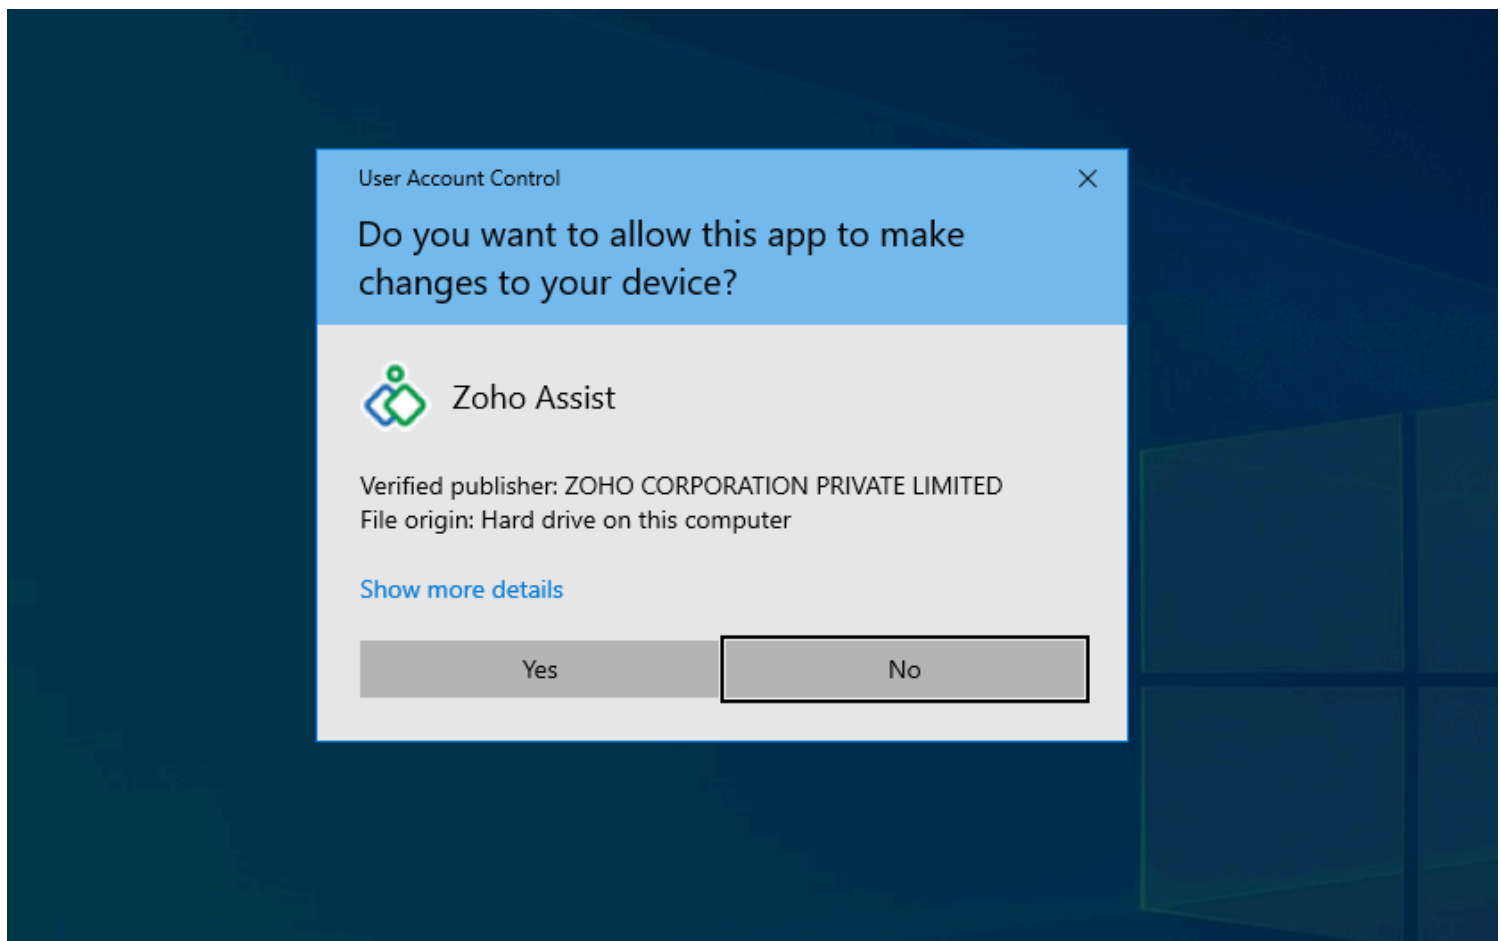 User Account Control
Do you want to allow this app to make
changes to your device?
Zoho Assist
Verified publisher: ZOHO CORPORATION PRIVATE LIMITED
File origin: Hard drive on this computer
Show more details
Yes
No